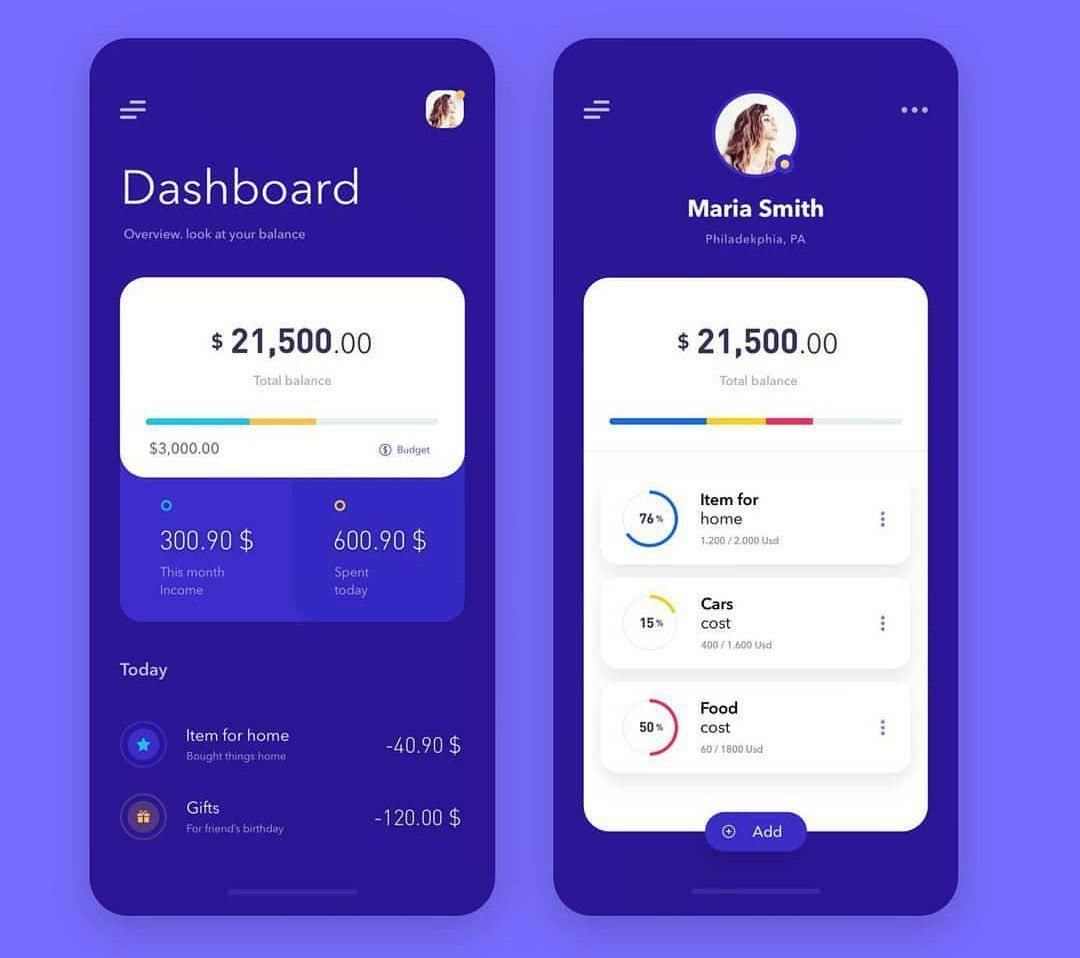 Dashboard
Overview. look at your balance
$ 21,500.00
Total balance
$3,000.00
Budget
300.90 $
This month
Income
600.90 $
Spent
today
Today
Item for home
Bought things home
-40.90 $
Gifts
For friend's birthday
-120.00 $
Maria Smith
Philadekphia, PA
$ 21,500.00
Total balance
76 %
Item for
home
1.200 / 2.000 Usd
15 %
Cars
cost
400 / 1.600 Usd
50 %
Food
cost
60 / 1800 Usd
Add